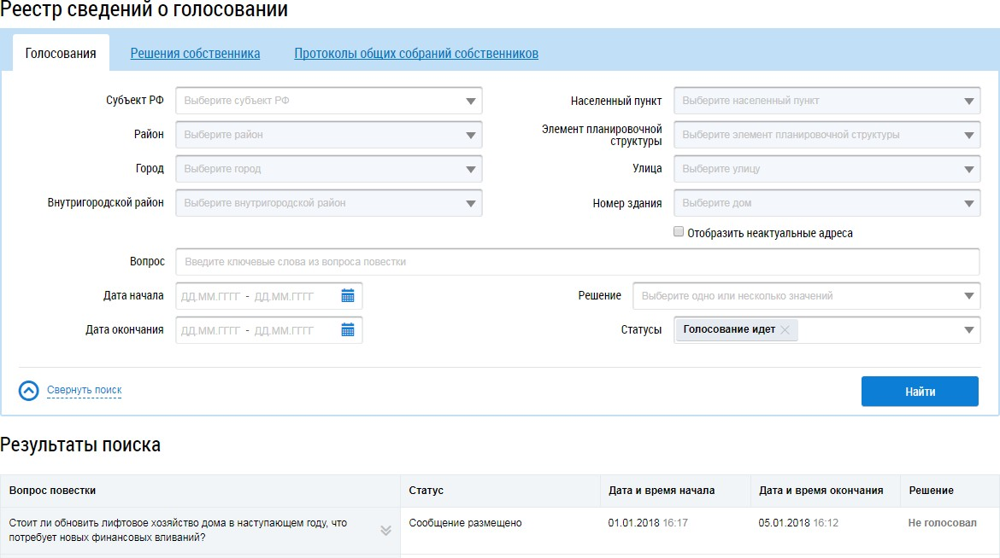 Реестр сведений о голосовании
Голосования Решения собственника Протоколы общих собраний собственников
Субъект РФ Выберите субъект РФ Населенный пункт Выберите населенный пункт
Район Выберите район Элемент планировочной структуры Выберите элемент планировочной структуры
Город Выберите город Улица Выберите улицу
Внутригородской район Выберите внутригородской район Номер здания Выберите дом
Отобразить неактуальные адреса
Вопрос Введите ключевые слова из вопроса повестки
Дата начала ДД.ММ.ГГГГ - ДД.ММ.ГГГГ Решение Выберите одно или несколько значений
Дата окончания ДД.ММ.ГГГГ - ДД.ММ.ГГГГ Статусы Голосование идет
Свернуть поиск Найти
Результаты поиска
Вопрос повестки Статус Дата и время начала Дата и время окончания Решение
Стоит ли обновить лифтовое хозяйство дома в наступающем году, что Сообщение размещено 01.01.2018 16:17 05.01.2018 16:12 Не голосовал
потребует новых финансовых вливаний?